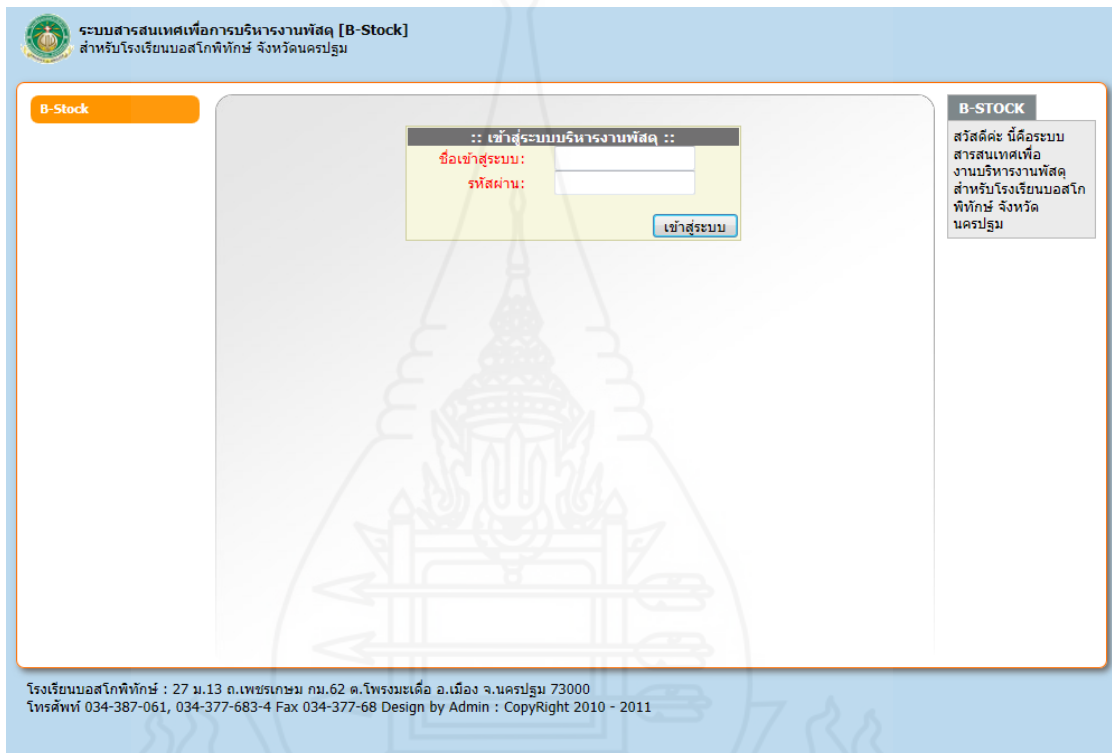 ระบบสารสนเทศเพื่อการบริหารงานพัสดุ [B-Stock]
สำหรับโรงเรียนบอสโกพิทักษ์ จังหวัดนครปฐม
B-Stock
:: เข้าสู่ระบบบริหารงานพัสดุ ::
ชื่อเข้าสู่ระบบ:
รหัสผ่าน:
เข้าสู่ระบบ
B-STOCK
สวัสดีค่ะ นี้คือระบบ
สารสนเทศเพื่อ
งานบริหารงานพัสดุ
สำหรับโรงเรียนบอสโก
พิทักษ์ จังหวัด
นครปฐม
โรงเรียนบอสโกพิทักษ์ : 27 ม.13 ถ.เพชรเกษม กม.62 ต.โพรงมะเดื่อ อ.เมือง จ.นครปฐม 73000
โทรศัพท์ 034-387-061, 034-377-683-4 Fax 034-377-68 Design by Admin : CopyRight 2010 - 2011